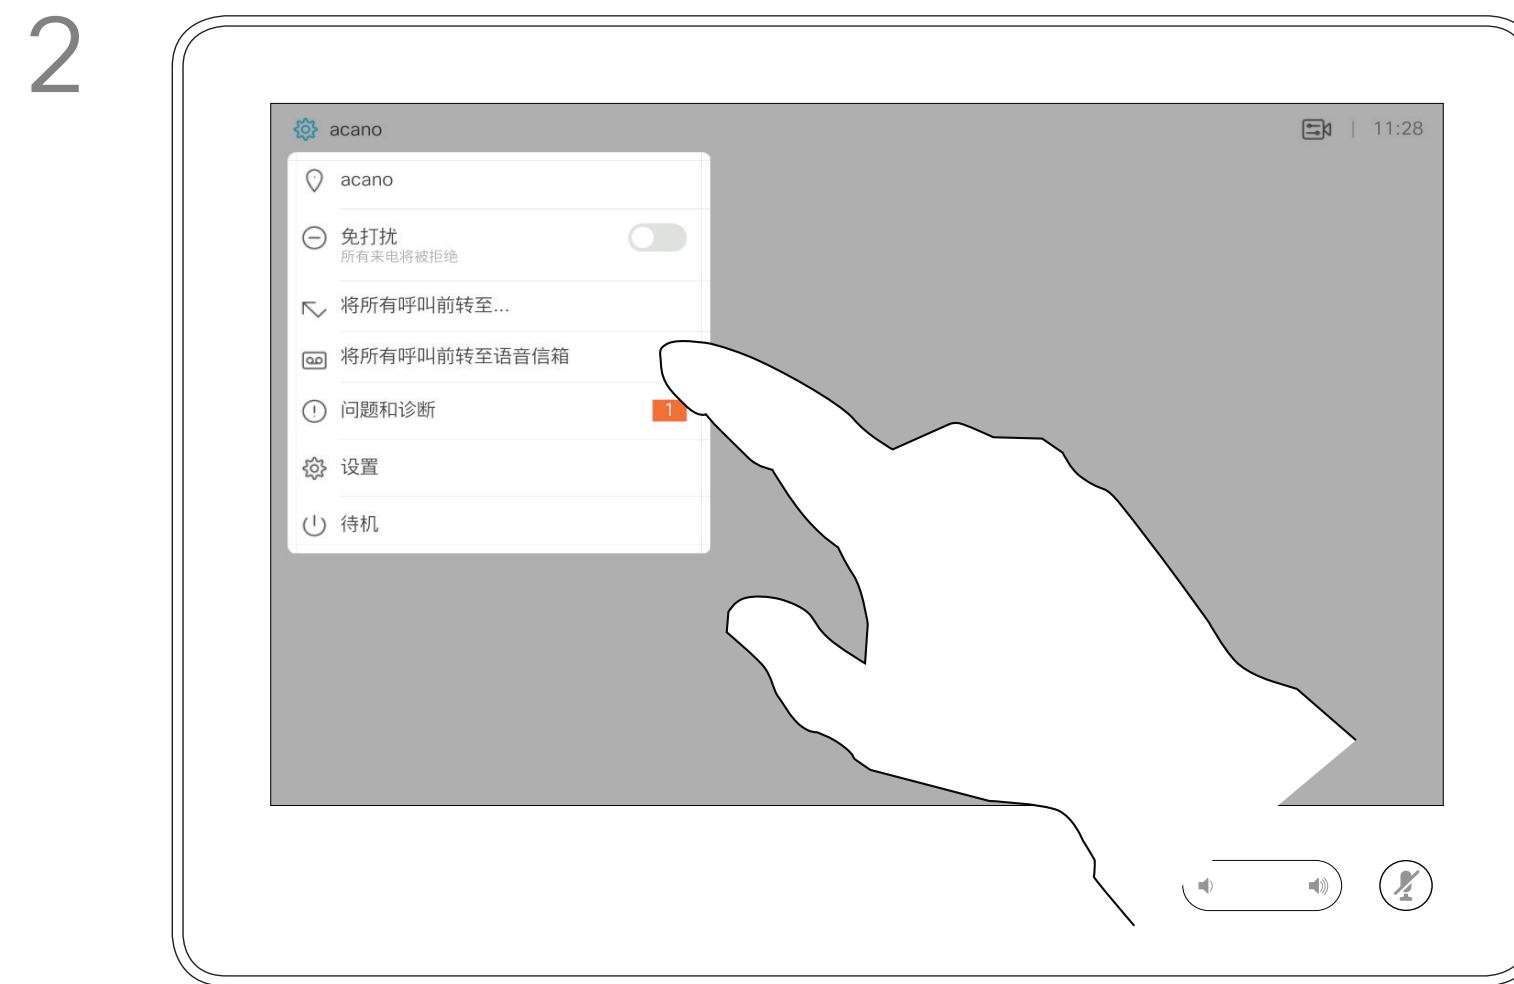 2
acano
11:28
acano
免打扰
所有来电将被拒绝
将所有呼叫前转至...
将所有呼叫前转至语音信箱
问题和诊断
1
设置
待机